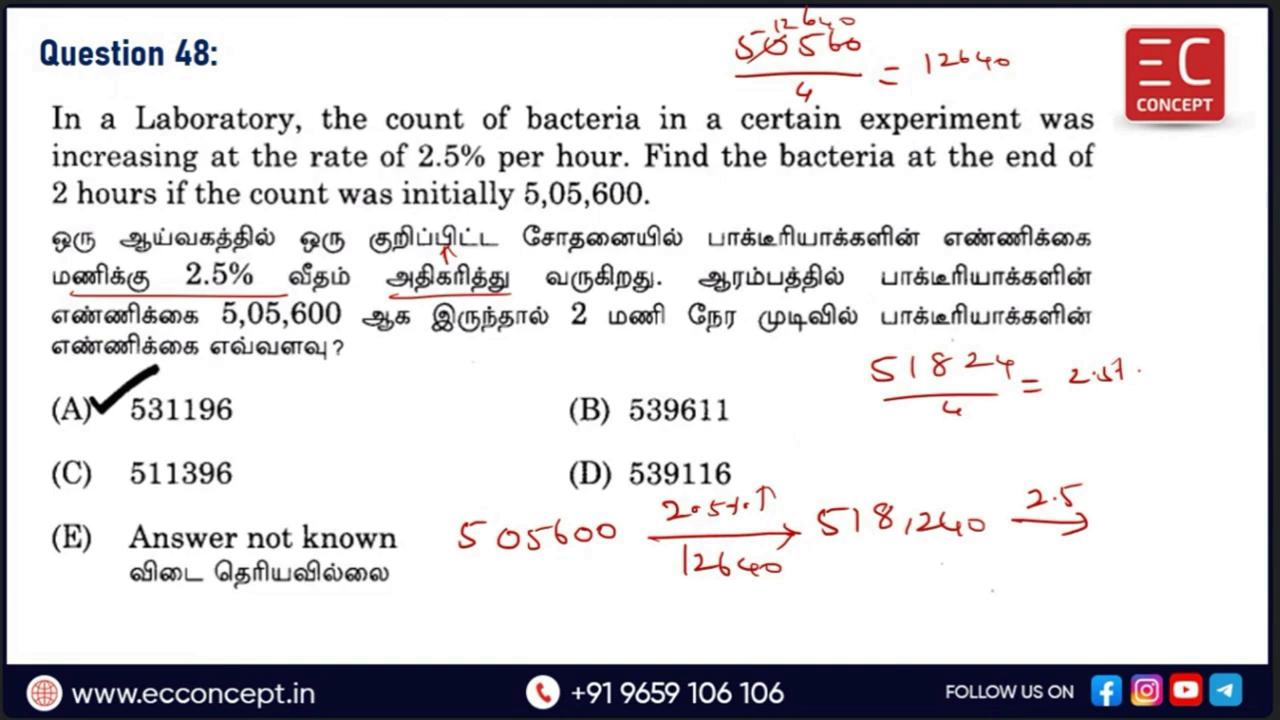 Question 48:
12640
50560
4
= 12640
EC
CONCEPT
In a Laboratory, the count of bacteria in a certain experiment was
increasing at the rate of 2.5% per hour. Find the bacteria at the end of
2 hours if the count was initially 5,05,600.
ஒரு ஆய்வகத்தில் ஒரு குறிப்பிட்ட சோதனையில் பாக்டீரியாக்களின் எண்ணிக்கை
மணிக்கு 2.5% வீதம் அதிகரித்து வருகிறது. ஆரம்பத்தில் பாக்டீரியாக்களின்
எண்ணிக்கை 5,05,600 ஆக இருந்தால் 2 மணி நேர முடிவில் பாக்டீரியாக்களின்
எண்ணிக்கை எவ்வளவு?
51824
4
=
(A) 531196
(B) 539611
(C) 511396
(D) 539116
(E) Answer not known
விடை தெரியவில்லை
505600
2.5%↑
12640
518,240
2.5
www.ecconcept.in
+91 9659 106 106
FOLLOW US ON